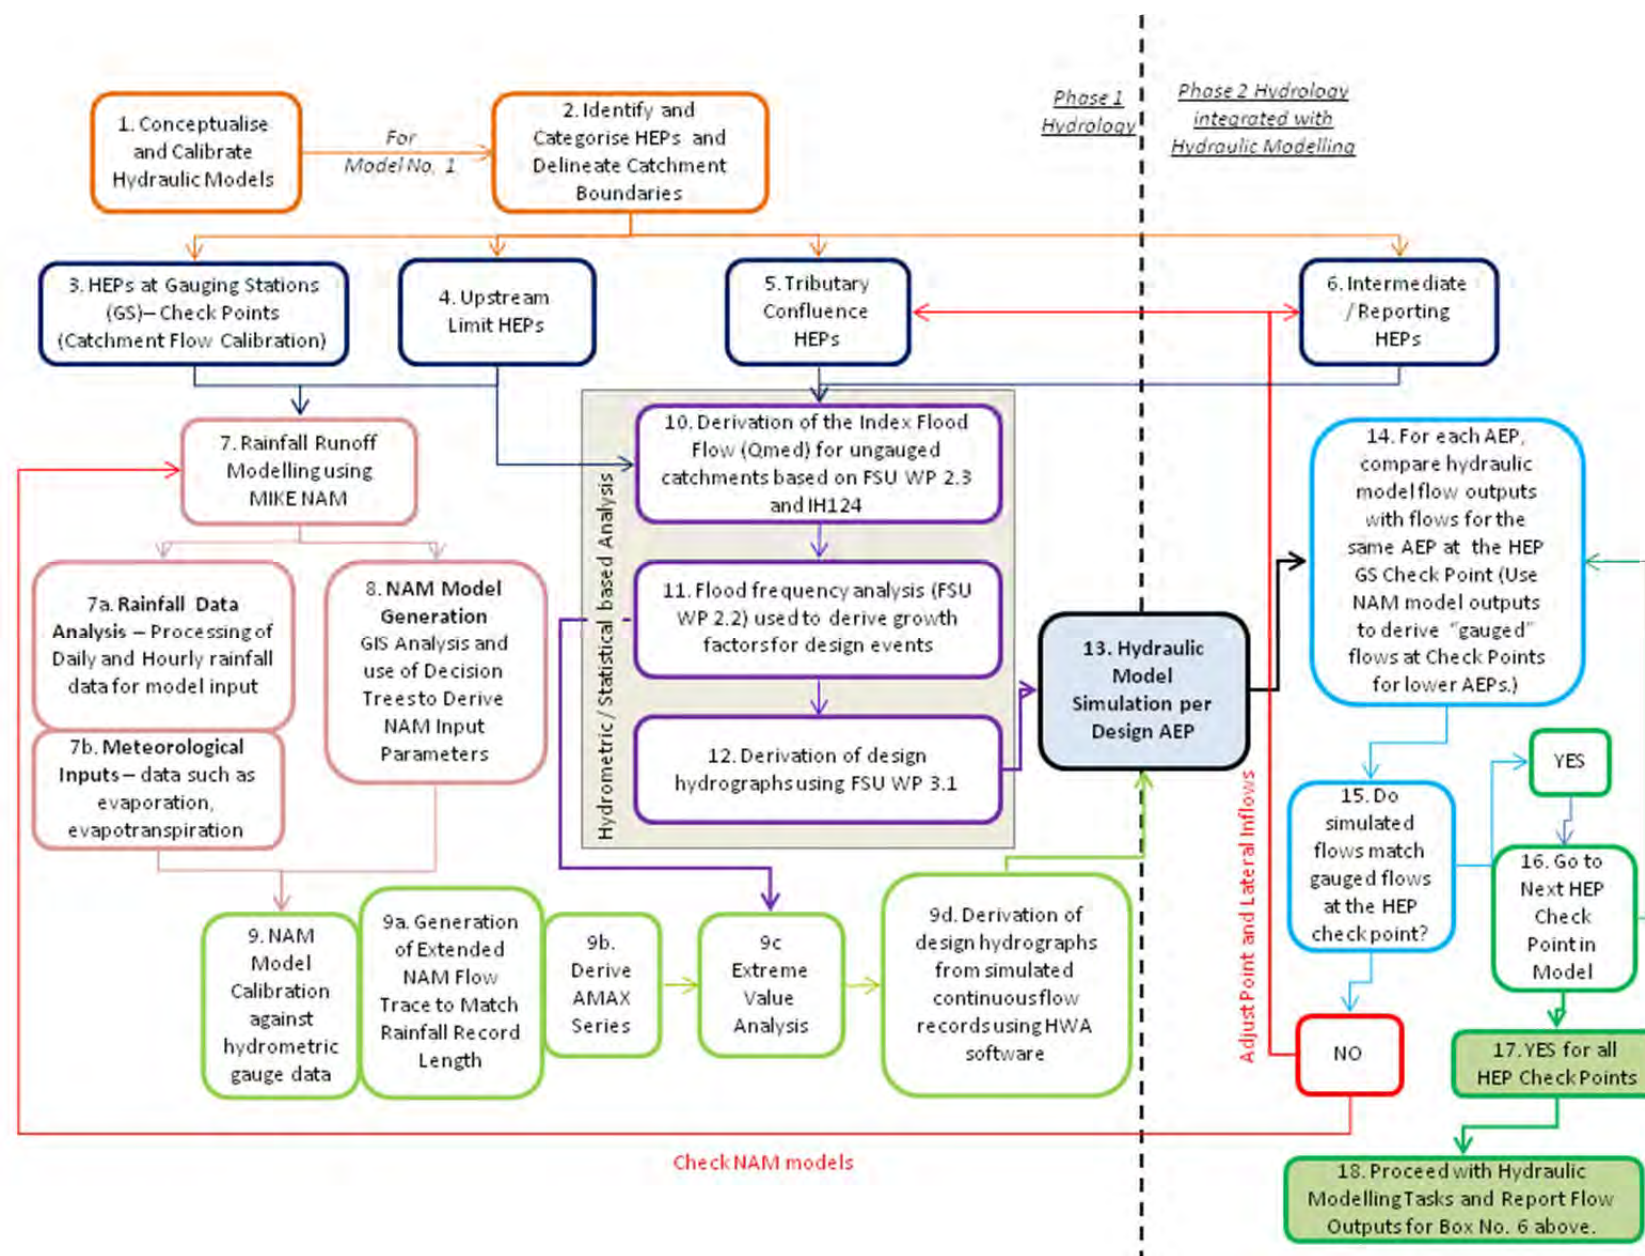 1. Conceptualise
and Calibrate
Hydraulic Models
For
Model No. 1
2. Identify and
Categorise HEPs and
Delineate Catchment
Boundaries
Phase 1
Hydrology
Phase 2 Hydrology
integrated with
Hydraulic Modelling
3. HEPs at Gauging Stations
(GS)– Check Points
(Catchment Flow Calibration)
4. Upstream
Limit HEPs
5. Tributary
Confluence
HEPs
6. Intermediate
/ Reporting
HEPs
7. Rainfall Runoff
Modelling using
MIKE NAM
7a. Rainfall Data
Analysis – Processing of
Daily and Hourly rainfall
data for model input
7b. Meteorological
Inputs – data such as
evaporation,
evapotranspiration
8. NAM Model
Generation
GIS Analysis and
use of Decision
Trees to Derive
NAM Input
Parameters
Hydrometric / Statistical based Analysis
10. Derivation of the Index Flood
Flow (Qmed) for ungauged
catchments based on FSU WP 2.3
and IH124
11. Flood frequency analysis (FSU
WP 2.2) used to derive growth
factors for design events
12. Derivation of design
hydrographs using FSU WP 3.1
13. Hydraulic
Model
Simulation per
Design AEP
14. For each AEP,
compare hydraulic
model flow outputs
with flows for the
same AEP at the HEP
GS Check Point (Use
NAM model outputs
to derive "gauged"
flows at Check Points
for lower AEPs.)
15. Do
simulated
flows match
gauged flows
at the HEP
check point?
YES
16. Go to
Next HEP
Check
Point in
Model
NO
17. YES for all
HEP Check Points
18. Proceed with Hydraulic
Modelling Tasks and Report Flow
Outputs for Box No. 6 above.
Adjust Point and Lateral Inflows
9. NAM
Model
Calibration
against
hydrometric
gauge data
9a. Generation
of Extended
NAM Flow
Trace to Match
Rainfall Record
Length
9b.
Derive
AMAX
Series
9c
Extreme
Value
Analysis
9d. Derivation of
design hydrographs
from simulated
continuous flow
records using HWA
software
Check NAM models